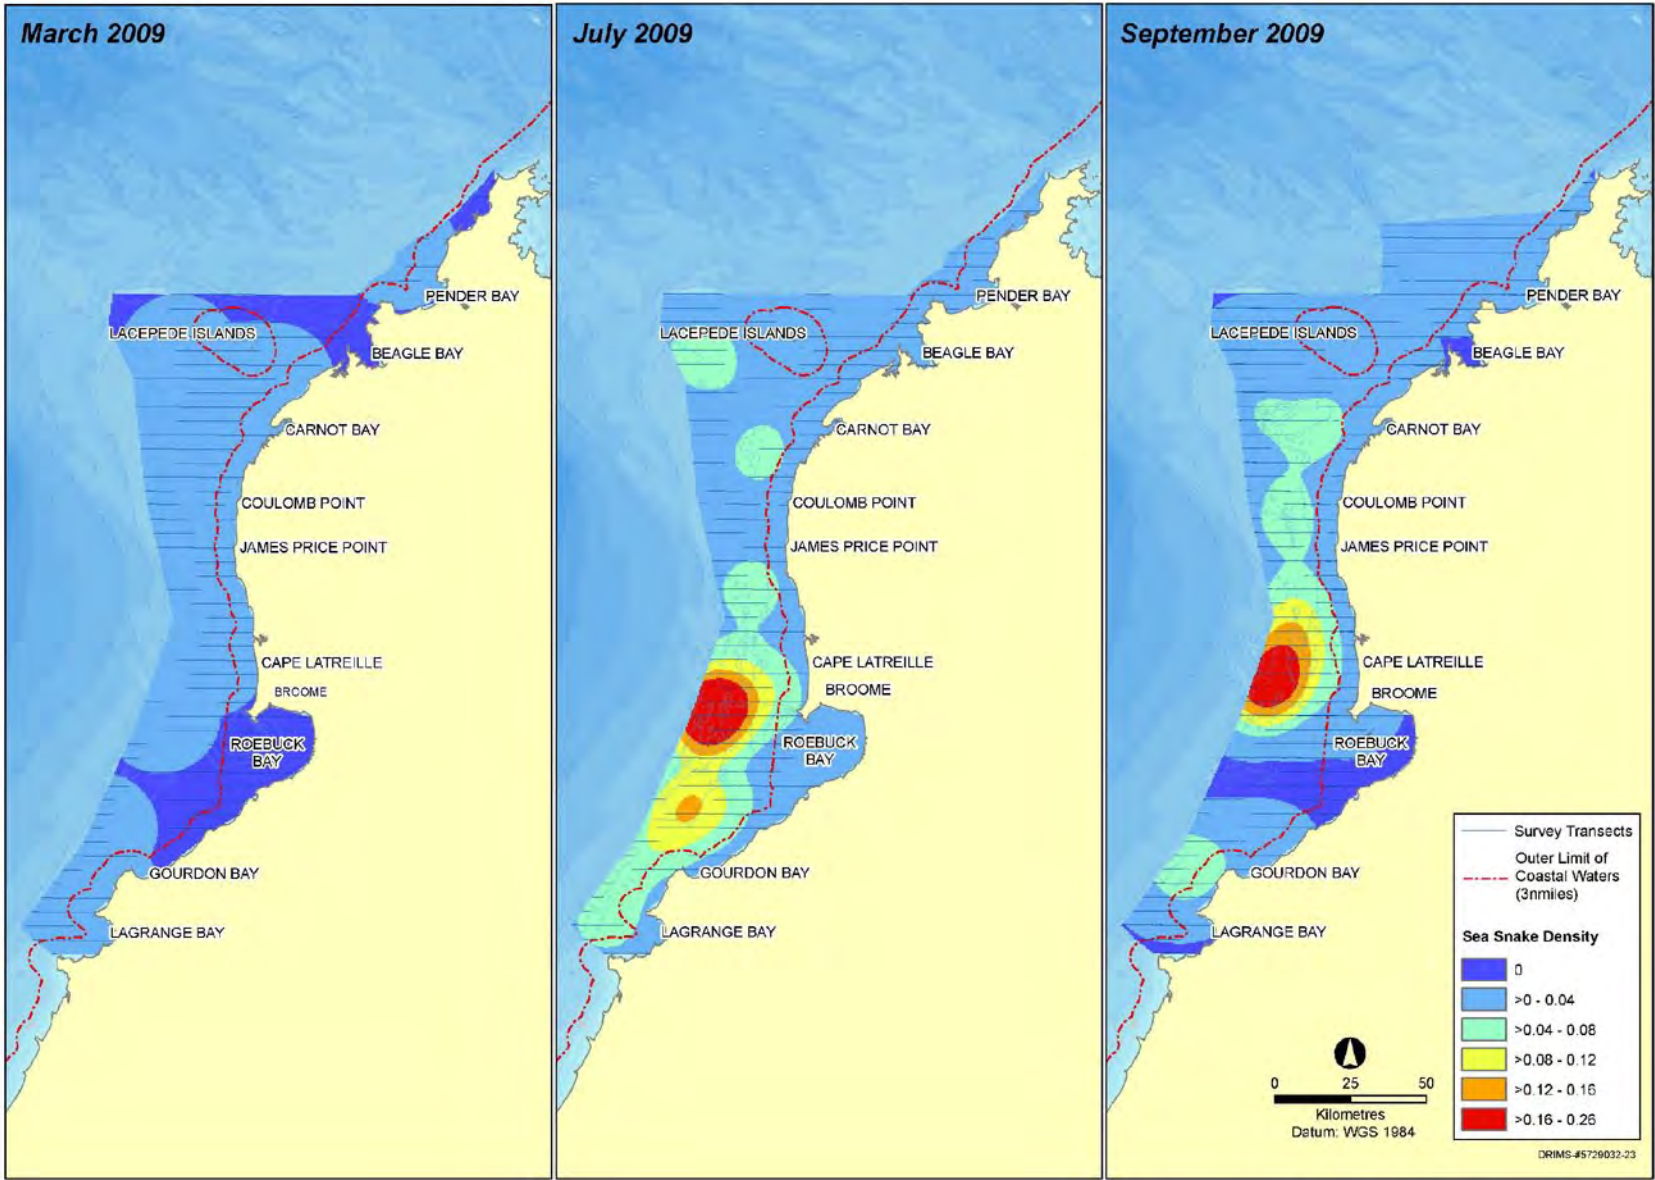 March 2009
PENDER BAY
LACEPEDE ISLANDS
BEAGLE BAY
CARNOT BAY
COULOMB POINT
JAMES PRICE POINT
CAPE LATREILLE
BROOME
ROEBUCK
BAY
GOURDON BAY
LAGRANGE BAY
July 2009
PENDER BAY
LACEPEDE ISLANDS
BEAGLE BAY
CARNOT BAY
COULOMB POINT
JAMES PRICE POINT
CAPE LATREILLE
BROOME
ROEBUCK
BAY
GOURDON BAY
LAGRANGE BAY
September 2009
PENDER BAY
LACEPEDE ISLANDS
BEAGLE BAY
CARNOT BAY
COULOMB POINT
JAMES PRICE POINT
CAPE LATREILLE
BROOME
ROEBUCK
BAY
GOURDON BAY
LAGRANGE BAY
Survey Transects
Outer Limit of
Coastal Waters
(3nmiles)
Sea Snake Density
0
>0 - 0.04
>0.04 - 0.08
>0.08 - 0.12
>0.12 - 0.16
>0.16 - 0.26
0 25 50
Kilometres
Datum: WGS 1984
DRIMS-#5729032-23